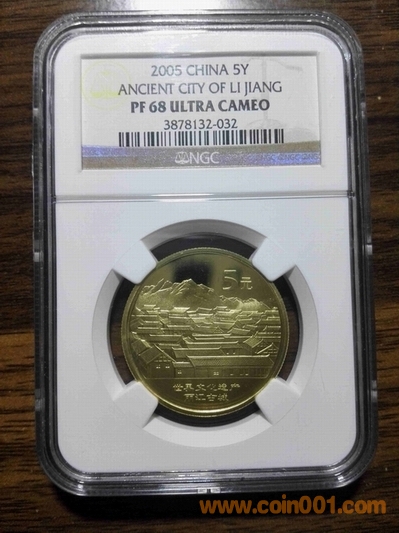 2005 CHINA 5Y
ANCIENT CITY OF LI JIANG
PF 68 ULTRA CAMEO
3878132-032
NGC
5元
世界文化遗产
丽江古城
www.coin001.com